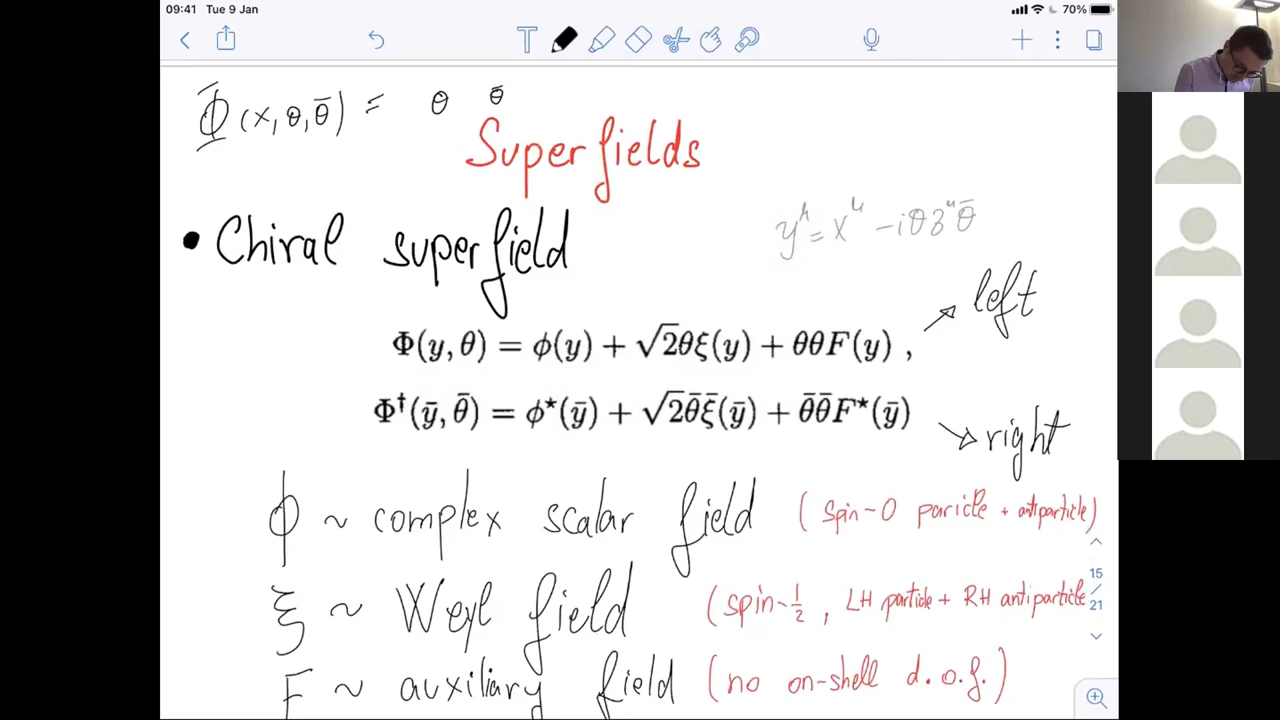 09:41 Tue 9 Jan
70%
Φ̄ (x, θ, θ̄) = θ θ̄
Superfields
• Chiral superfield
y^μ = x^μ - iθσ^μθ̄
Φ(y, θ) = ϕ(y) + √2θξ(y) + θθF(y) ,
→ left
Φ†(ȳ, θ̄) = ϕ*(ȳ) + √2θ̄ξ̄(ȳ) + θ̄θ̄F*(ȳ)
→ right
ϕ ~ complex scalar field (spin-0 paricle + antiparticle)
ξ ~ Weyl field (spin-1/2, LH particle + RH antiparticle
F ~ auxiliary field (no on-shell d.o.f.)
15
21